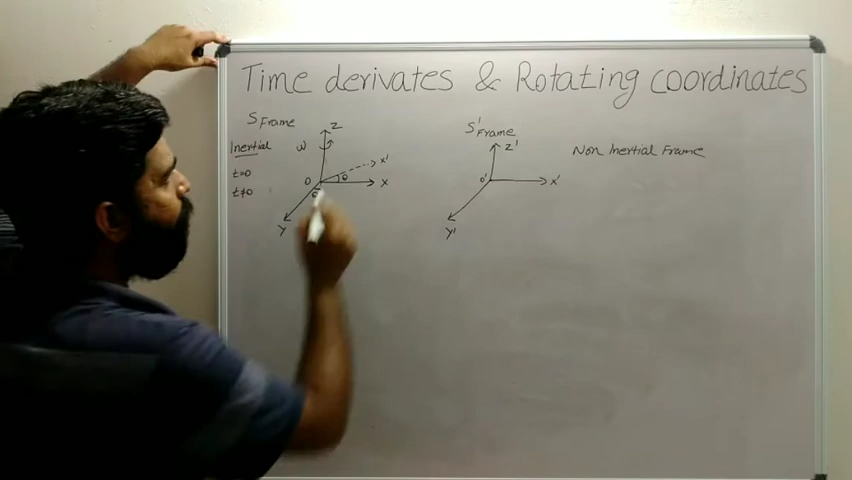 Time derivates & Rotating coordinates
S Frame
Inertial
t=0
t≠0
ω
Z
x'
θ
O
X
θ
Y
S' Frame
Z'
O'
X'
Y'
Non Inertial Frame